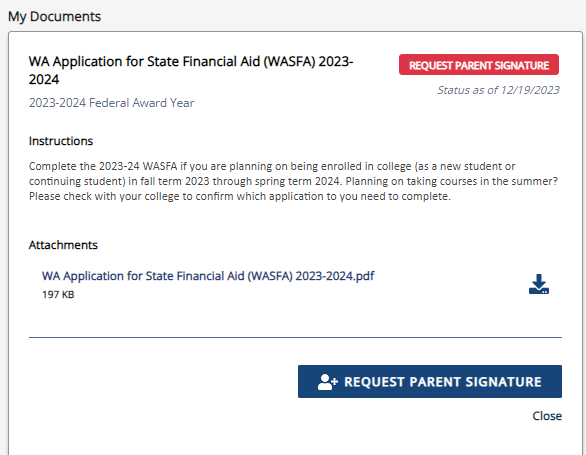 My Documents
WA Application for State Financial Aid (WASFA) 2023-
2024
REQUEST PARENT SIGNATURE
Status as of 12/19/2023
2023-2024 Federal Award Year
Instructions
Complete the 2023-24 WASFA if you are planning on being enrolled in college (as a new student or
continuing student) in fall term 2023 through spring term 2024. Planning on taking courses in the summer?
Please check with your college to confirm which application to you need to complete.
Attachments
WA Application for State Financial Aid (WASFA) 2023-2024.pdf
197 KB
REQUEST PARENT SIGNATURE
Close